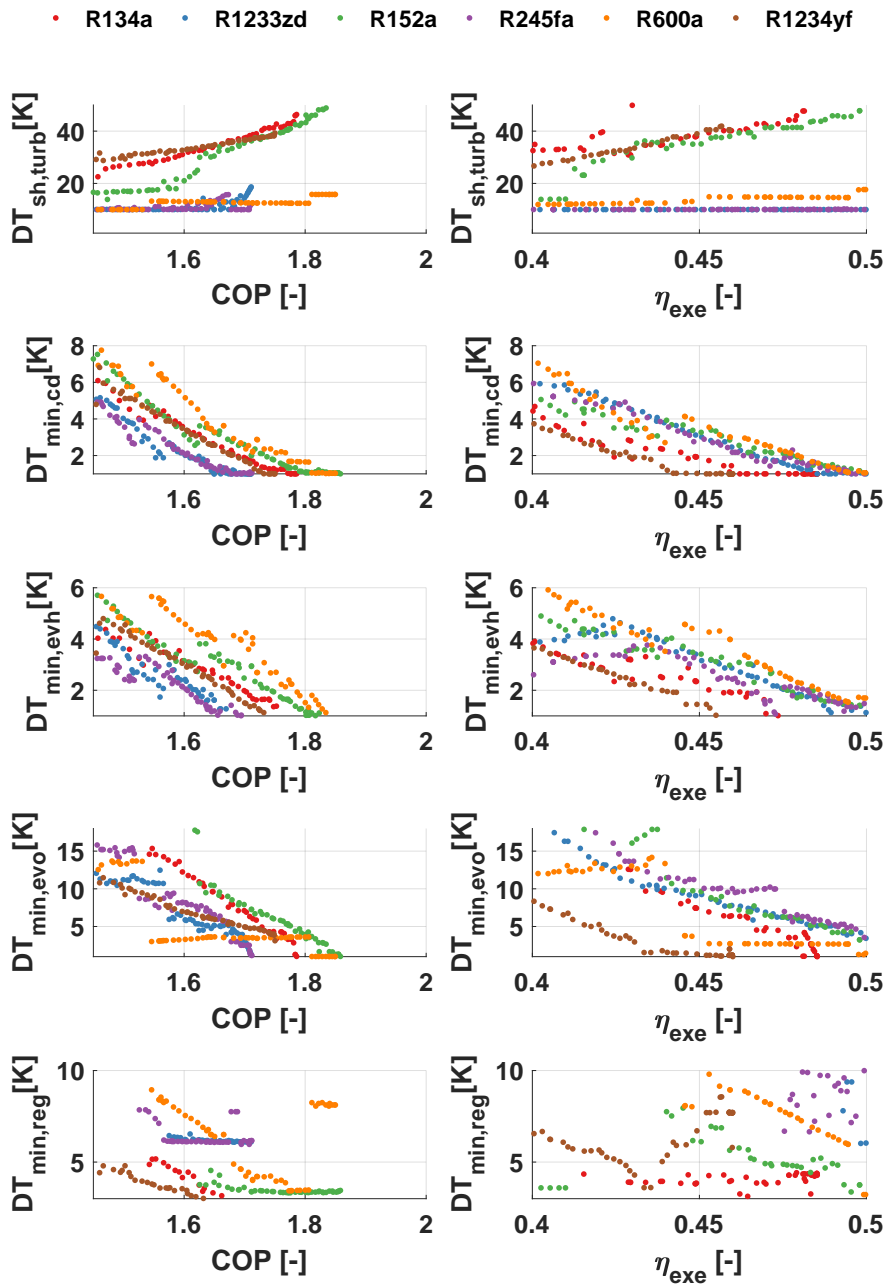 R134a R1233zd R152a R245fa R600a R1234yf
DT_sh,turb[K]
40
20
1.6 1.8 2
COP [-]
DT_sh,turb[K]
40
20
0.4 0.45 0.5
η_exe [-]
DT_min,cd[K]
8
6
4
2
1.6 1.8 2
COP [-]
DT_min,cd[K]
8
6
4
2
0.4 0.45 0.5
η_exe [-]
DT_min,evh[K]
6
4
2
1.6 1.8 2
COP [-]
DT_min,evh[K]
6
4
2
0.4 0.45 0.5
η_exe [-]
DT_min,evo[K]
15
10
5
1.6 1.8 2
COP [-]
DT_min,evo[K]
15
10
5
0.4 0.45 0.5
η_exe [-]
DT_min,reg[K]
10
5
1.6 1.8 2
COP [-]
DT_min,reg[K]
10
5
0.4 0.45 0.5
η_exe [-]